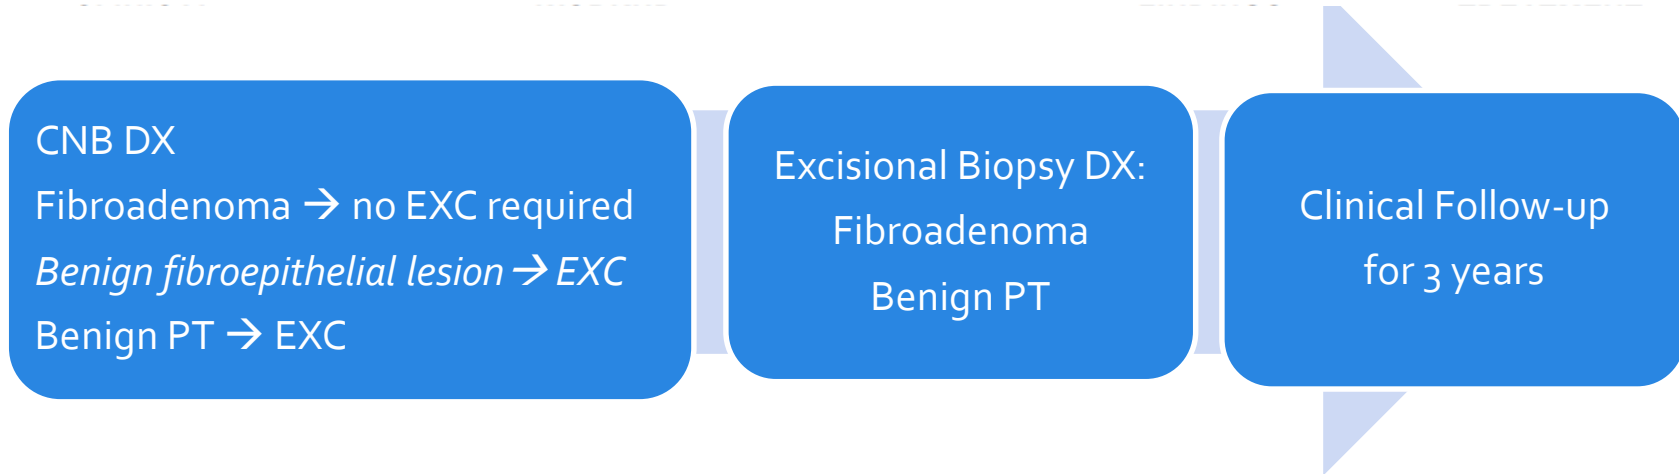 CNB DX
Fibroadenoma → no EXC required
Benign fibroepithelial lesion → EXC
Benign PT → EXC
Excisional Biopsy DX:
Fibroadenoma
Benign PT
Clinical Follow-up
for 3 years